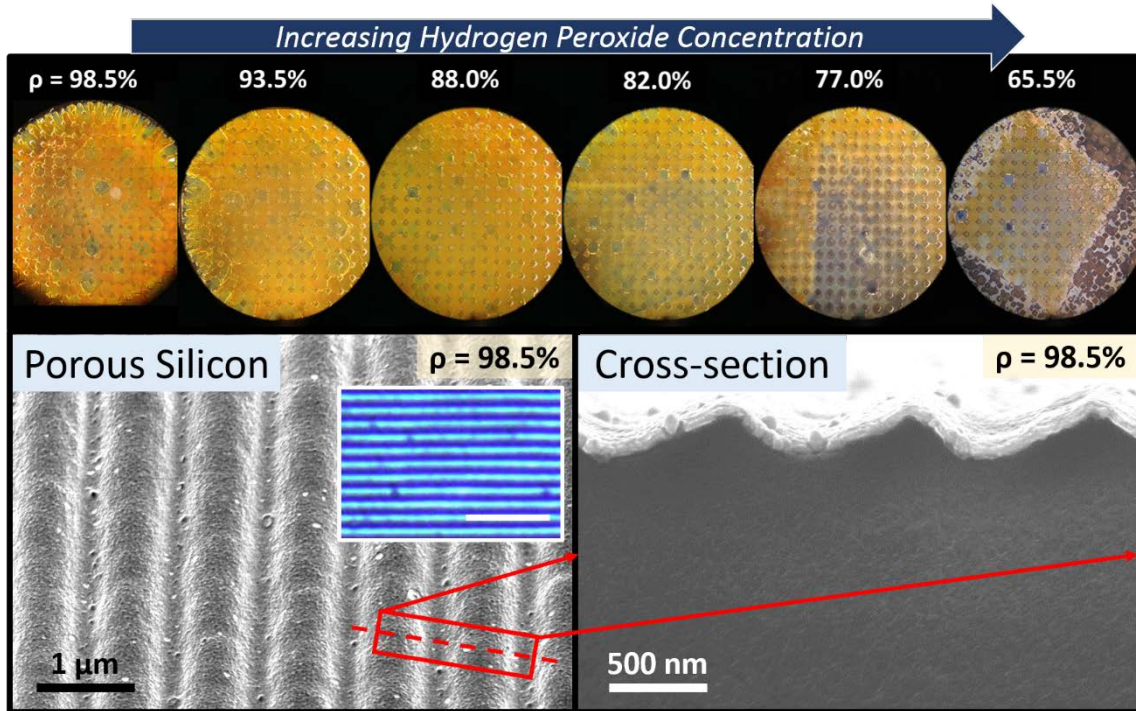 Increasing Hydrogen Peroxide Concentration
ρ = 98.5% 93.5% 88.0% 82.0% 77.0% 65.5%
Porous Silicon ρ = 98.5%
Cross-section ρ = 98.5%
1 µm
500 nm